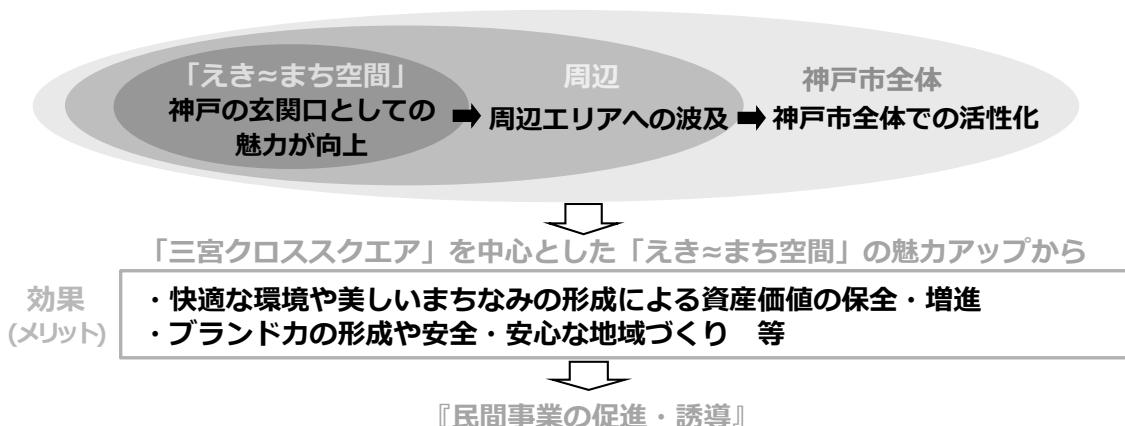 「えき≈まち空間」 周辺 神戸市全体
神戸の玄関口としての
魅力が向上
周辺エリアへの波及
神戸市全体での活性化
「三宮クロススクエア」を中心とした「えき≈まち空間」の魅力アップから
効果
(メリット)
・快適な環境や美しいまちなみの形成による資産価値の保全・増進
・ブランド力の形成や安全・安心な地域づくり 等
『民間事業の促進・誘導』